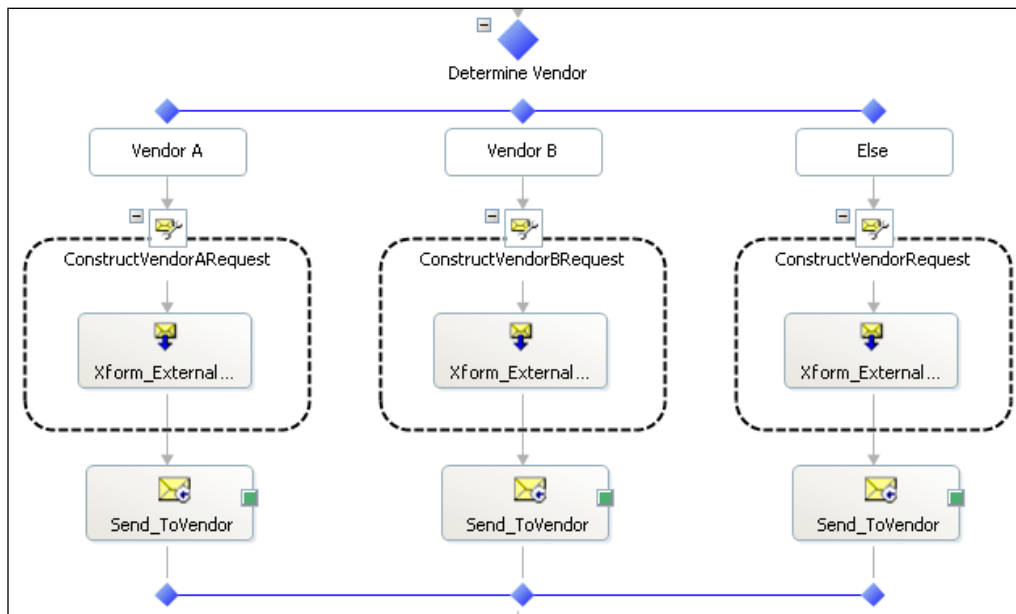 Determine Vendor
Vendor A
Vendor B
Else
ConstructVendorARequest
ConstructVendorBRequest
ConstructVendorRequest
Xform_External...
Xform_External...
Xform_External...
Send_ToVendor
Send_ToVendor
Send_ToVendor